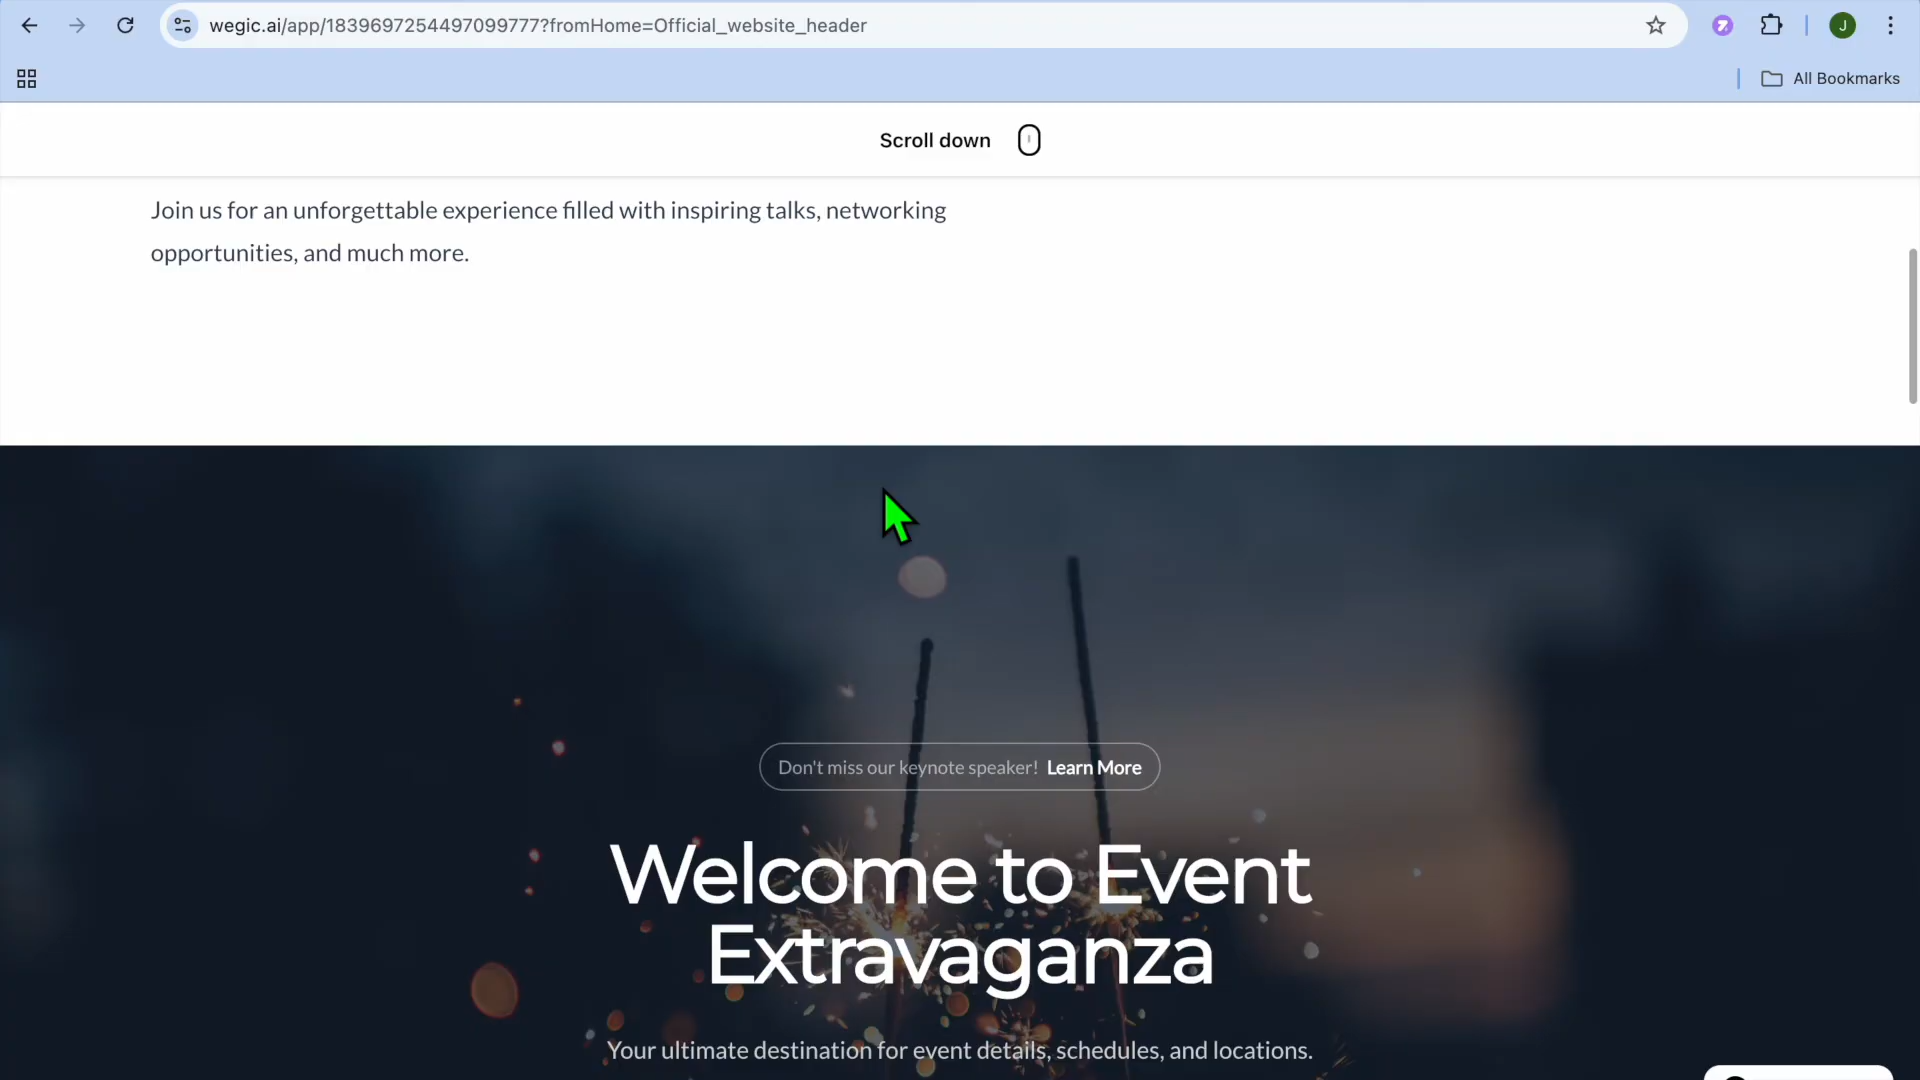 wegic.ai/app/1839697254497099777?fromHome=Official_website_header
J
All Bookmarks
Scroll down
Join us for an unforgettable experience filled with inspiring talks, networking
opportunities, and much more.
Don't miss our keynote speaker! Learn More
Welcome to Event
Extravaganza
Your ultimate destination for event details, schedules, and locations.